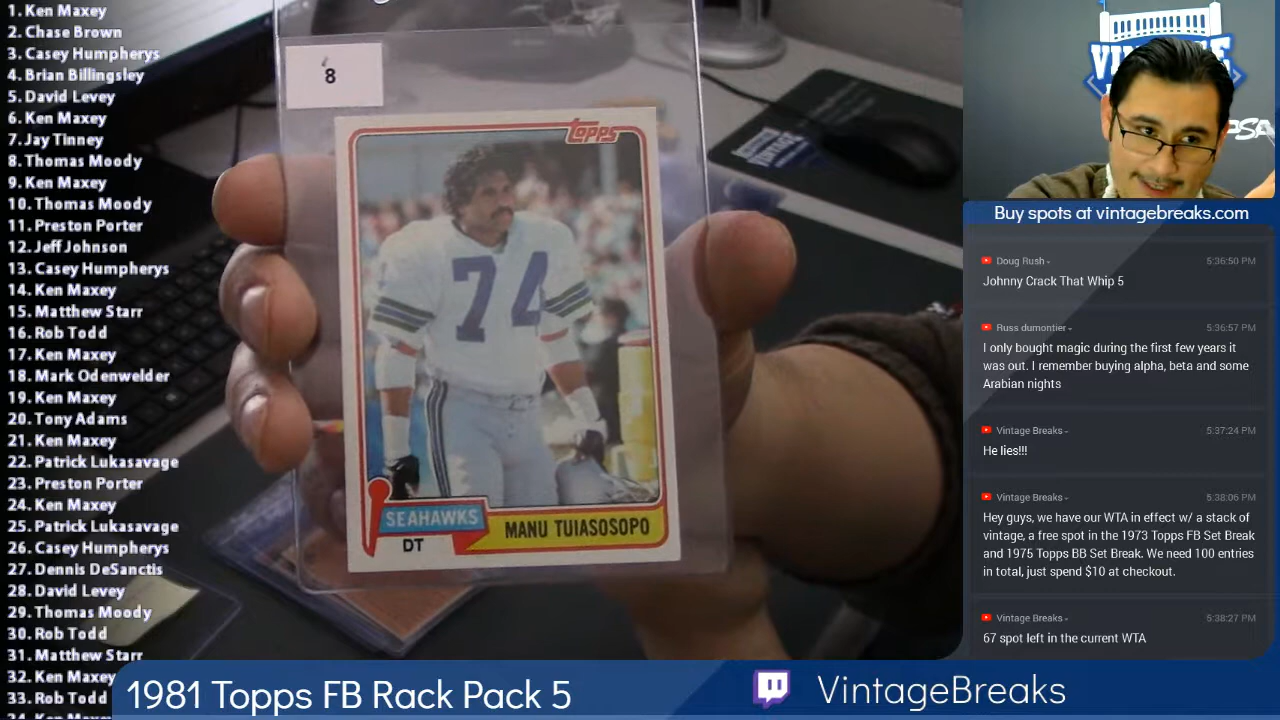 1. Ken Maxey
2. Chase Brown
3. Casey Humpherys
4. Brian Billingsley
5. David Levey
6. Ken Maxey
7. Jay Tinney
8. Thomas Moody
9. Ken Maxey
10. Thomas Moody
11. Preston Porter
12. Jeff Johnson
13. Casey Humpherys
14. Ken Maxey
15. Matthew Starr
16. Rob Todd
17. Ken Maxey
18. Mark Odenwelder
19. Ken Maxey
20. Tony Adams
21. Ken Maxey
22. Patrick Lukasavage
23. Preston Porter
24. Ken Maxey
25. Patrick Lukasavage
26. Casey Humpherys
27. Dennis DeSanctis
28. David Levey
29. Thomas Moody
30. Rob Todd
31. Matthew Starr
32. Ken Maxey
33. Rob Todd
8
Topps
74
SEAHAWKS
DT
MANU TUIASOSOPO
VINTAGE
PSA
Buy spots at vintagebreaks.com
Doug Rush
5:36:50 PM
Johnny Crack That Whip 5
Russ dumontier
5:36:57 PM
I only bought magic during the first few years it
was out. I remember buying alpha, beta and some
Arabian nights
Vintage Breaks
5:37:24 PM
He lies!!!
Vintage Breaks
5:38:06 PM
Hey guys, we have our WTA in effect w/ a stack of
vintage, a free spot in the 1973 Topps FB Set Break
and 1975 Topps BB Set Break. We need 100 entries
in total, just spend $10 at checkout.
Vintage Breaks
5:38:27 PM
67 spot left in the current WTA
1981 Topps FB Rack Pack 5
VintageBreaks